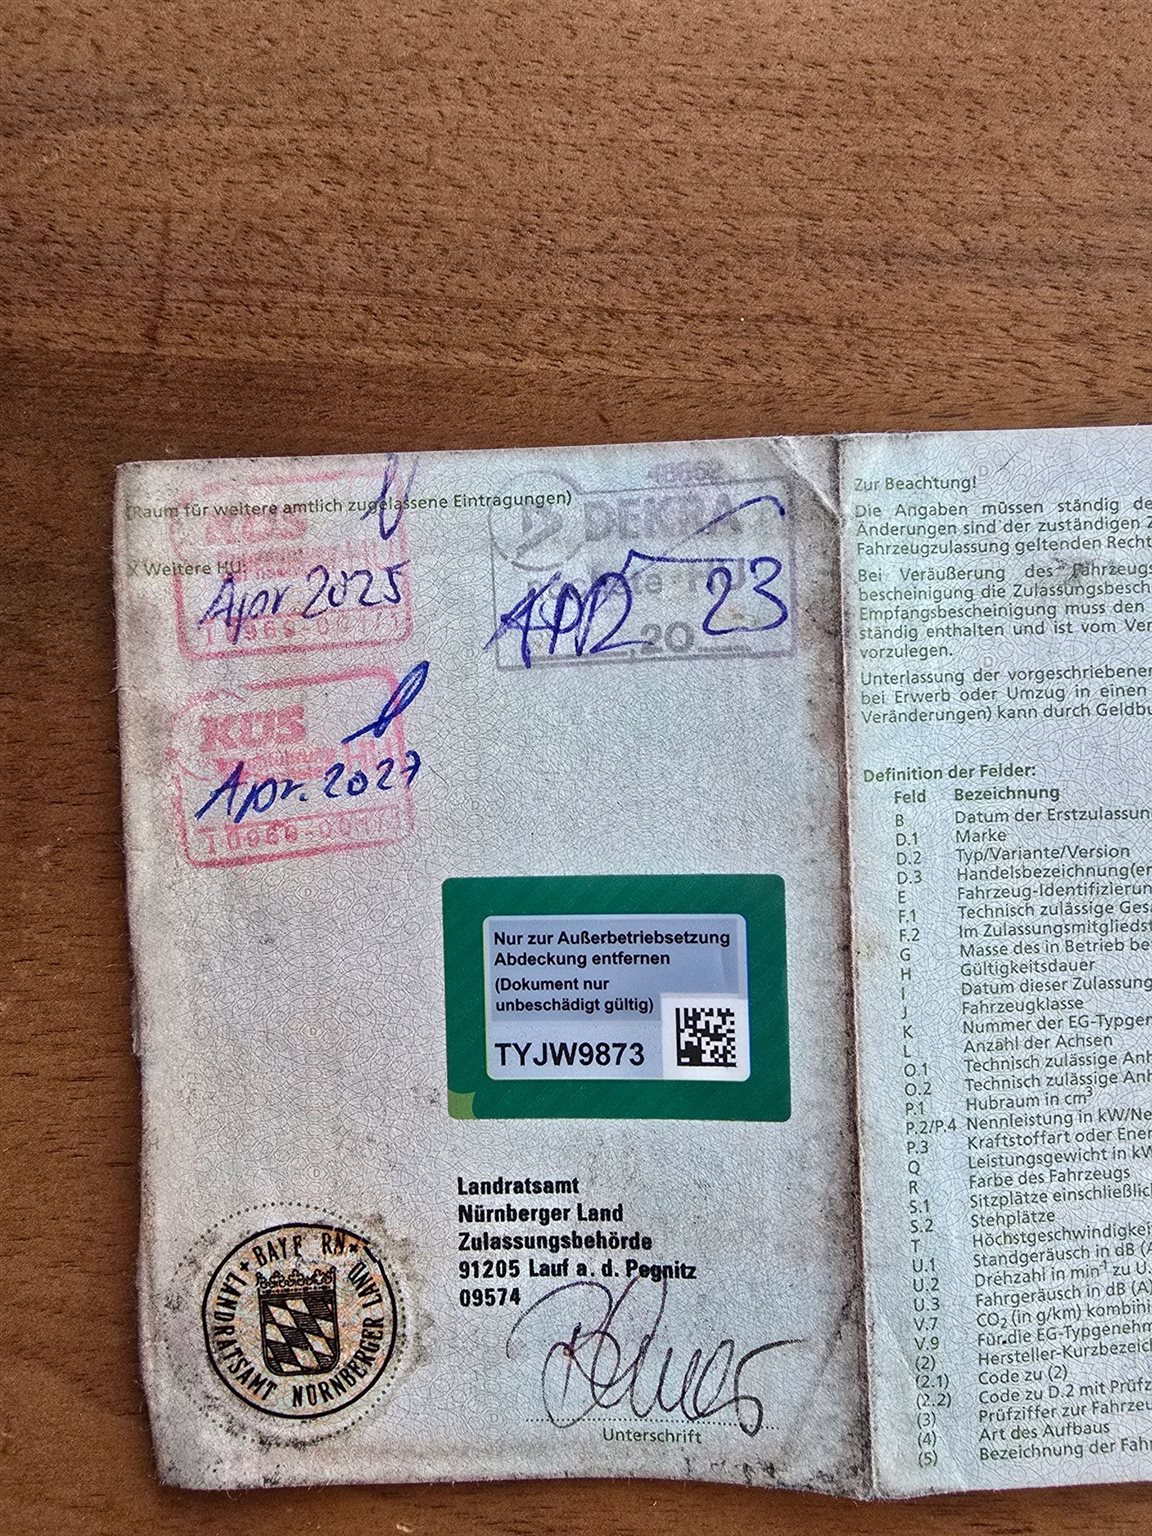 (Raum für weitere amtlich zugelassene Eintragungen)
X Weitere HU:
KÜS
Apr 2025
DEKRA
HU
20
APR 23
KÜS
HU
Apr. 2027
Nur zur Außerbetriebsetzung
Abdeckung entfernen
(Dokument nur
unbeschädigt gültig)
TYJW9873
Landratsamt
Nürnberger Land
Zulassungsbehörde
91205 Lauf a. d. Pegnitz
09574
BAYERN
LANDRATSAMT NÜRNBERGER LAND
Unterschrift
Zur Beachtung!
Die Angaben müssen ständig de
Änderungen sind der zuständigen Z
Fahrzeugzulassung geltenden Recht
Bei Veräußerung des Fahrzeugs
bescheinigung die Zulassungsbesch
Empfangsbescheinigung muss den
ständig enthalten und ist vom Ver
vorzulegen.
Unterlassung der vorgeschriebener
bei Erwerb oder Umzug in einen
Veränderungen) kann durch Geldbu
Definition der Felder:
Feld Bezeichnung
B Datum der Erstzulassun
D.1 Marke
D.2 Typ/Variante/Version
D.3 Handelsbezeichnung(er
E Fahrzeug-Identifizierun
F.1 Technisch zulässige Gesa
F.2 Im Zulassungsmitgliedst
G Masse des in Betrieb be
H Gültigkeitsdauer
I Datum dieser Zulassung
J Fahrzeugklasse
K Nummer der EG-Typgen
L Anzahl der Achsen
O.1 Technisch zulässige Anh
O.2 Technisch zulässige Anh
P.1 Hubraum in cm³
P.2/P.4 Nennleistung in kW/Ne
P.3 Kraftstoffart oder Ener
Q Leistungsgewicht in kW
R Farbe des Fahrzeugs
S.1 Sitzplätze einschließlic
S.2 Stehplätze
T Höchstgeschwindigkei
U.1 Standgeräusch in dB (A
U.2 Drehzahl in min⁻¹ zu U.
U.3 Fahrgeräusch in dB (A)
V.7 CO₂ (in g/km) kombini
V.9 Für die EG-Typgenehm
(2) Hersteller-Kurzbezeich
(2.1) Code zu (2)
(2.2) Code zu D.2 mit Prüfz
(3) Prüfziffer zur Fahrzeu
(4) Art des Aufbaus
(5) Bezeichnung der Fahr